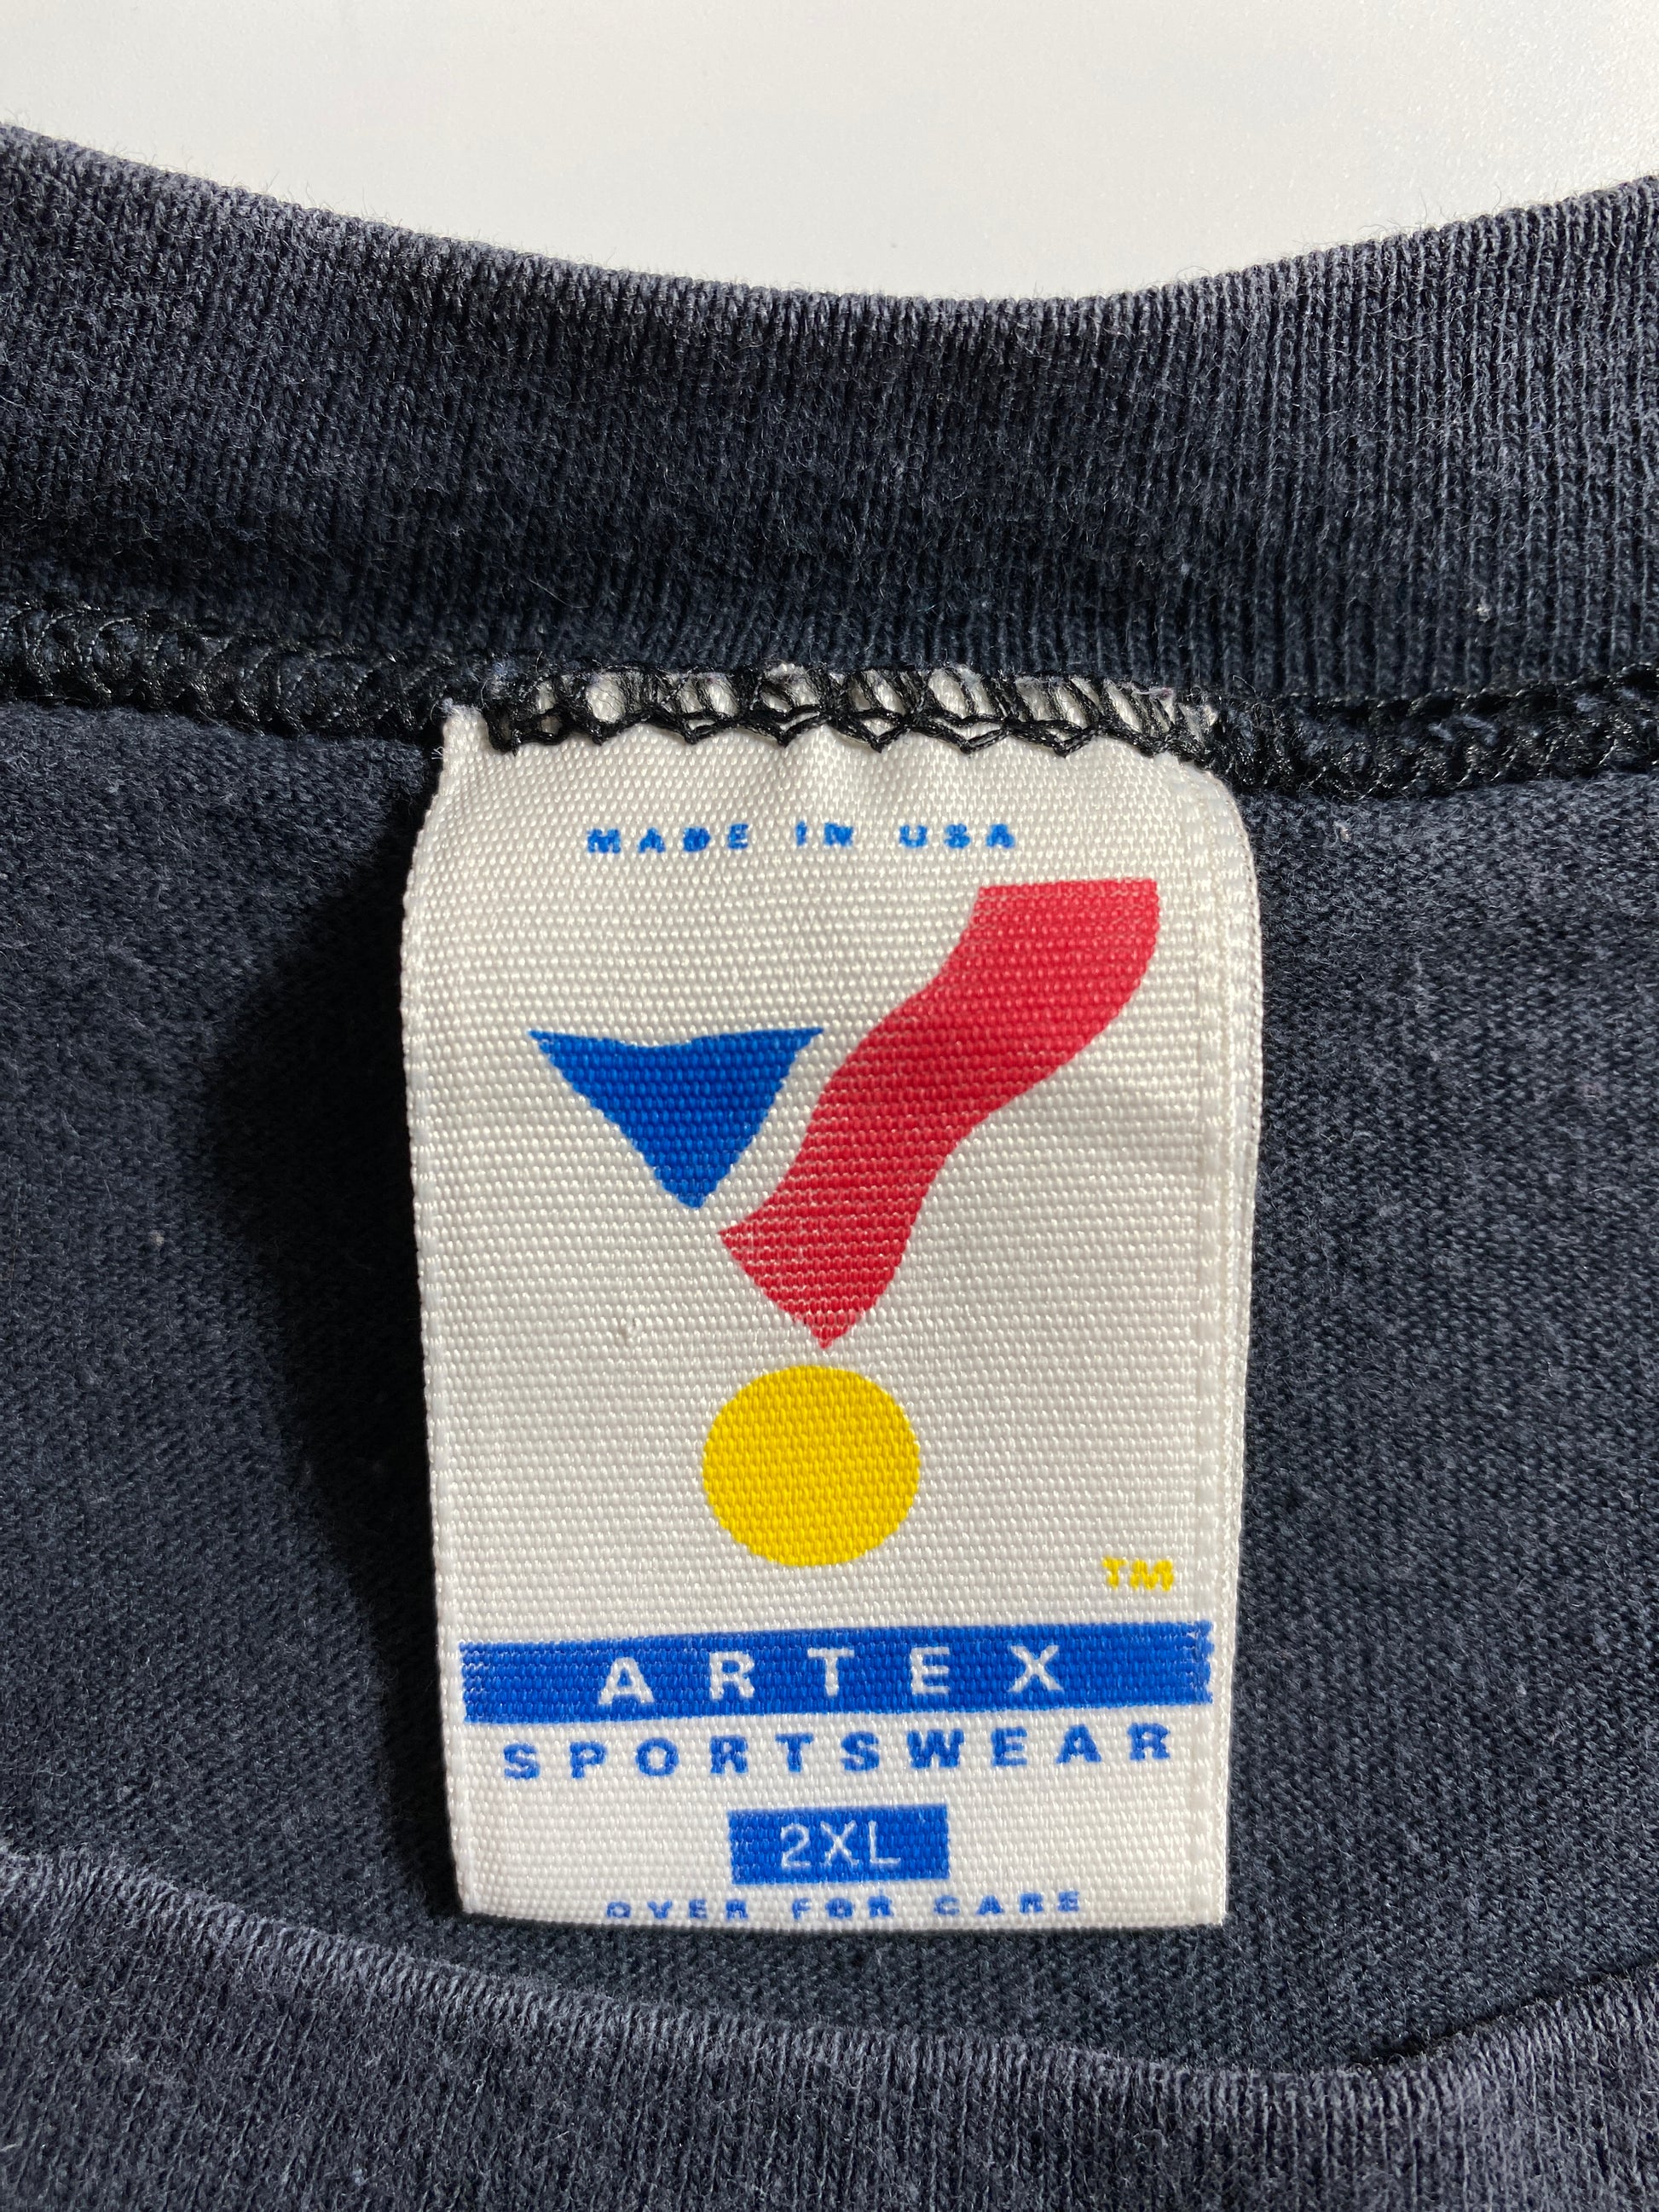 MADE IN USA
TM
ARTEX
SPORTSWEAR
2XL
OVER FOR CARE